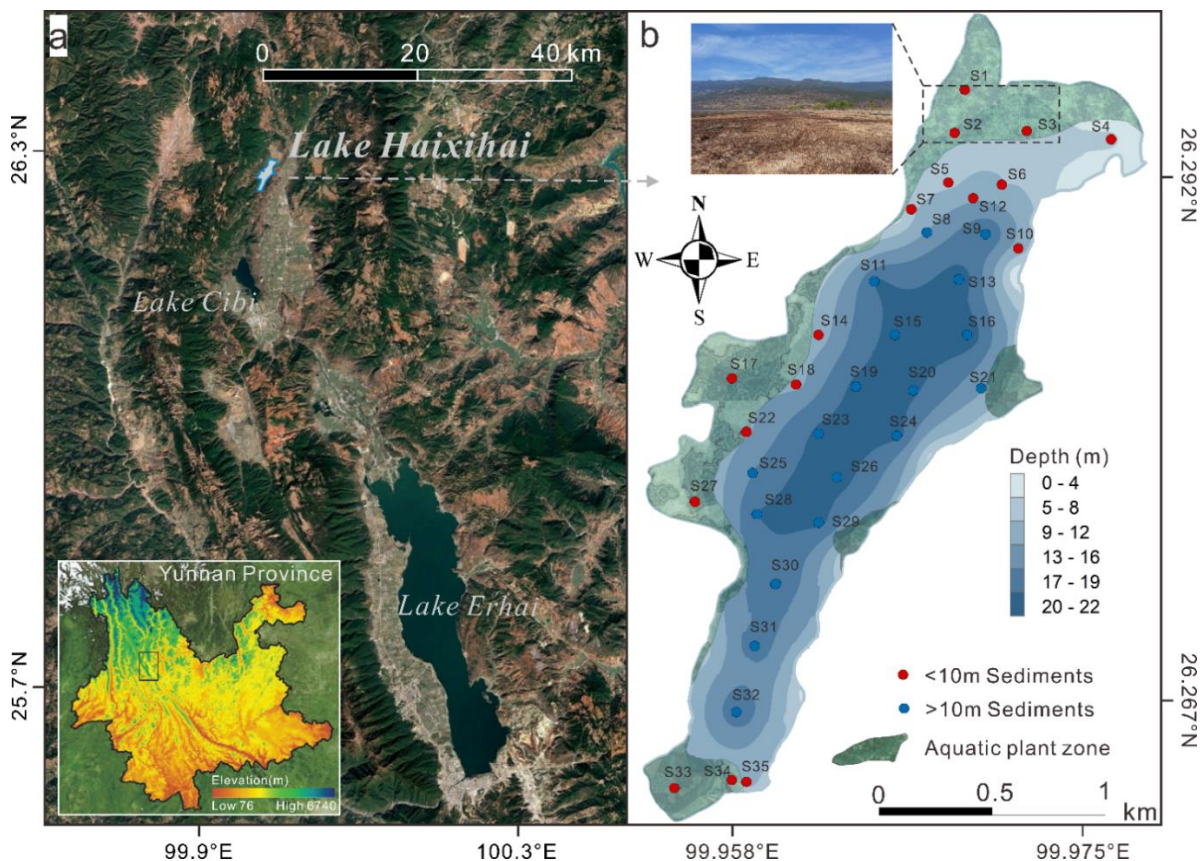 a
0 20 40 km
Lake Haixihai
Lake Cibi
Lake Erhai
Yunnan Province
Elevation(m)
Low 76 High 6740
26.3°N
25.7°N
99.9°E
100.3°E
b
N
W E
S
S1
S2
S3
S4
S5
S6
S7
S12
S8
S9
S10
S11
S13
S14
S15
S16
S17
S18
S19
S20
S21
S22
S23
S24
S25
S26
S27
S28
S29
S30
S31
S32
S33
S34
S35
Depth (m)
0 - 4
5 - 8
9 - 12
13 - 16
17 - 19
20 - 22
<10m Sediments
>10m Sediments
Aquatic plant zone
0 0.5 1
km
26.292°N
26.267°N
99.958°E
99.975°E